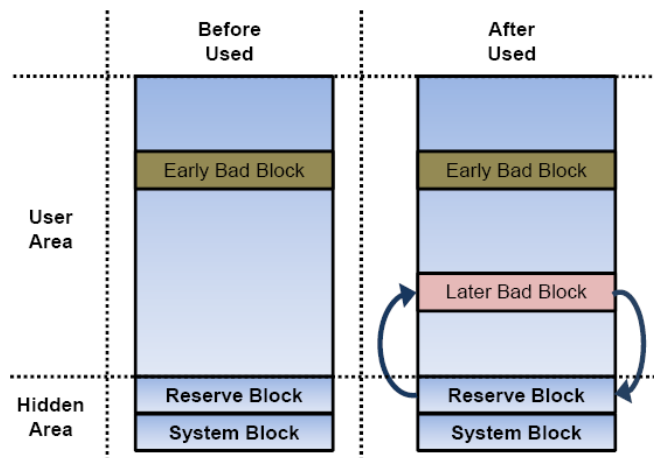 Before
Used
After
Used
Early Bad Block
Early Bad Block
User
Area
Later Bad Block
Hidden
Area
Reserve Block
Reserve Block
System Block
System Block